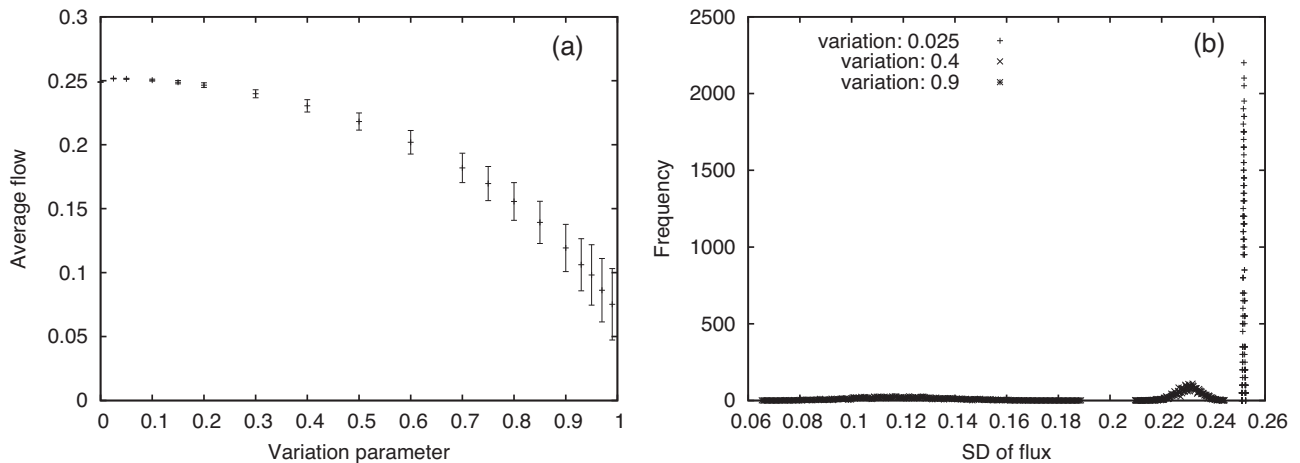 (a)
Average flow
0.3
0.25
0.2
0.15
0.1
0.05
0
0 0.1 0.2 0.3 0.4 0.5 0.6 0.7 0.8 0.9 1
Variation parameter
(b)
variation: 0.025
variation: 0.4
variation: 0.9
Frequency
2500
2000
1500
1000
500
0
0.06 0.08 0.1 0.12 0.14 0.16 0.18 0.2 0.22 0.24 0.26
SD of flux